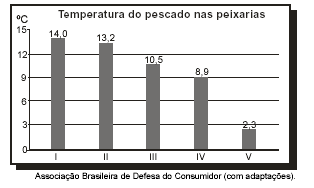 Temperatura do pescado nas peixarias
ºC
15
14,0
13,2
12
10,5
9
8,9
6
3
2,3
0
I II III IV V
Associação Brasileira de Defesa do Consumidor (com adaptações).